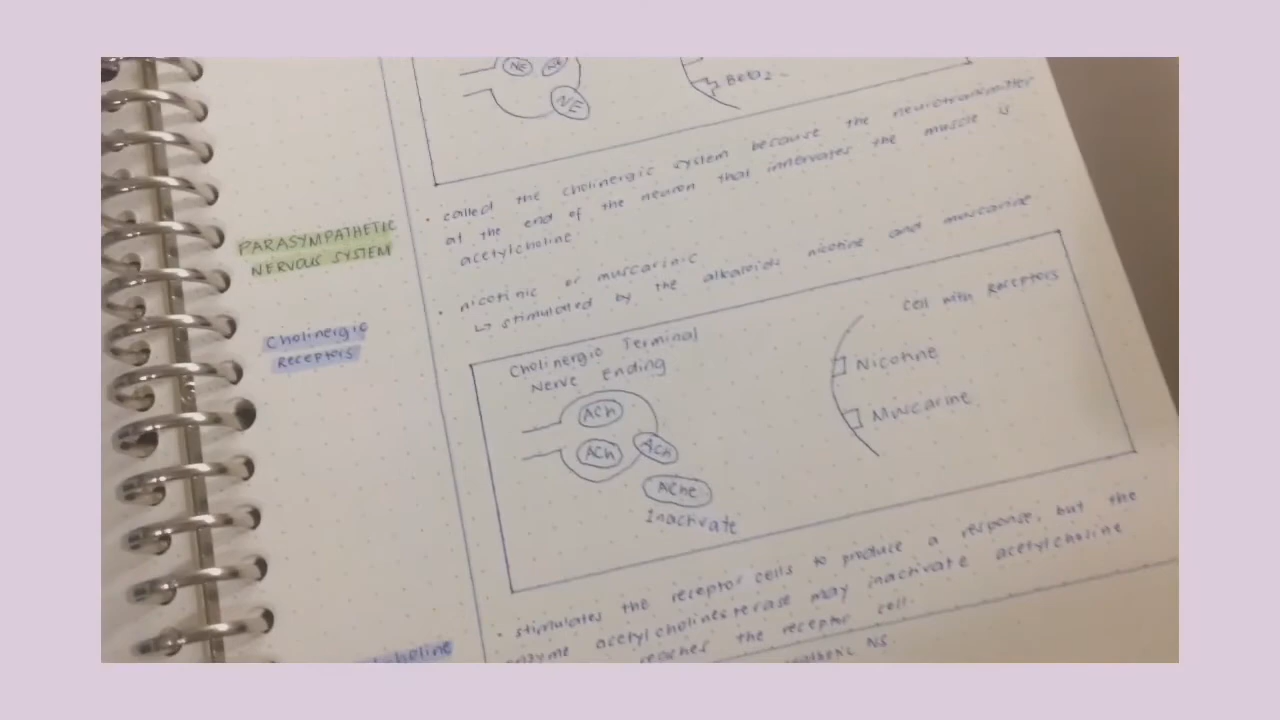 NE NE
NE
Beta2
PARASYMPATHETIC
NERVOUS SYSTEM
• called the cholinergic system because the neurotransmitter
at the end of the neuron that innervates the muscle is
acetylcholine
Cholinergic
Receptors
• nicotinic or muscarinic
↳ stimulated by the alkaloids nicotine and muscarine
Cholinergic Terminal
Nerve Ending
ACh
ACh
ACh
AChe
Inactivate
Cell with Receptors
Nicotine
Muscarine
• stimulates the receptor cells to produce a response, but the
enzyme acetylcholinesterase may inactivate acetylcholine
reaches the receptor cell.
NS